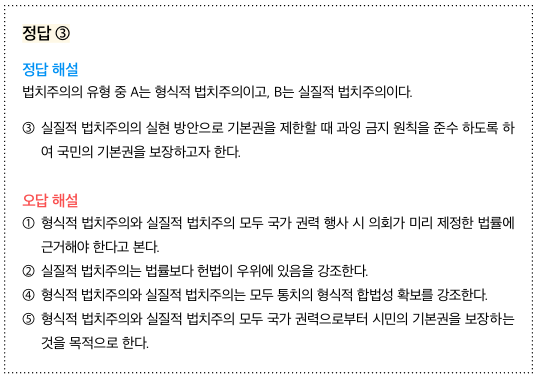 정답 ③
정답 해설
법치주의의 유형 중 A는 형식적 법치주의이고, B는 실질적 법치주의이다.
③ 실질적 법치주의의 실현 방안으로 기본권을 제한할 때 과잉 금지 원칙을 준수 하도록 하
여 국민의 기본권을 보장하고자 한다.
오답 해설
① 형식적 법치주의와 실질적 법치주의 모두 국가 권력 행사 시 의회가 미리 제정한 법률에
근거해야 한다고 본다.
② 실질적 법치주의는 법률보다 헌법이 우위에 있음을 강조한다.
④ 형식적 법치주의와 실질적 법치주의는 모두 통치의 형식적 합법성 확보를 강조한다.
⑤ 형식적 법치주의와 실질적 법치주의 모두 국가 권력으로부터 시민의 기본권을 보장하는
것을 목적으로 한다.